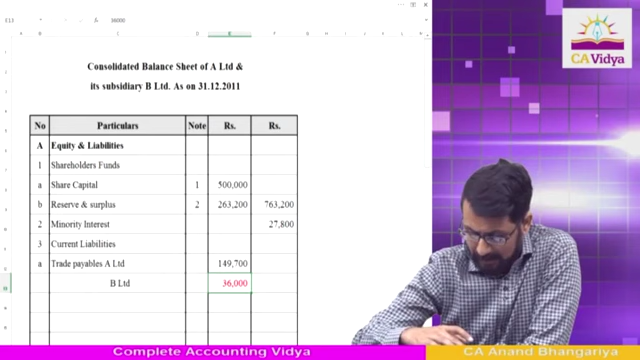 E13
fx 36000
Consolidated Balance Sheet of A Ltd &
its subsidiary B Ltd. As on 31.12.2011
No Particulars Note Rs. Rs.
A Equity & Liabilities
1 Shareholders Funds
a Share Capital 1 500,000
b Reserve & surplus 2 263,200 763,200
2 Minority Interest 27,800
3 Current Liabilities
a Trade payables A Ltd 149,700
B Ltd 36,000
CA Vidya
Complete Accounting Vidya
CA Anand Bhangariya